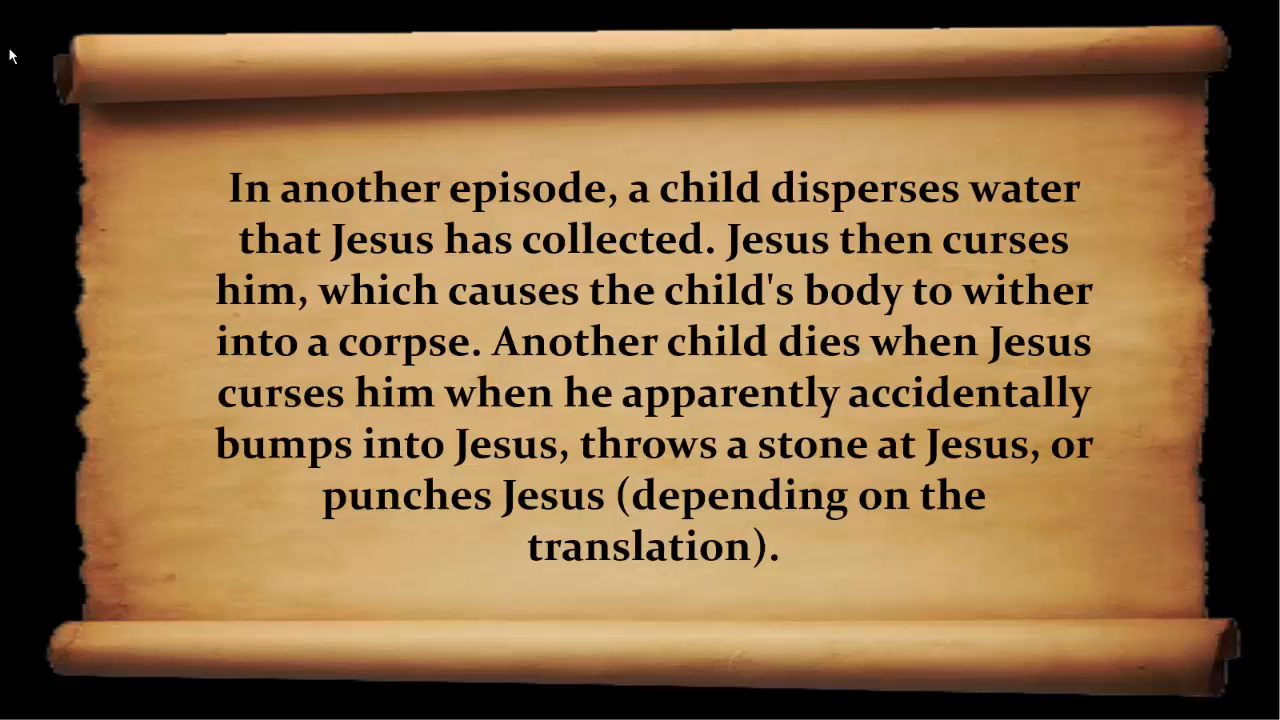 In another episode, a child disperses water
that Jesus has collected. Jesus then curses
him, which causes the child's body to wither
into a corpse. Another child dies when Jesus
curses him when he apparently accidentally
bumps into Jesus, throws a stone at Jesus, or
punches Jesus (depending on the
translation).